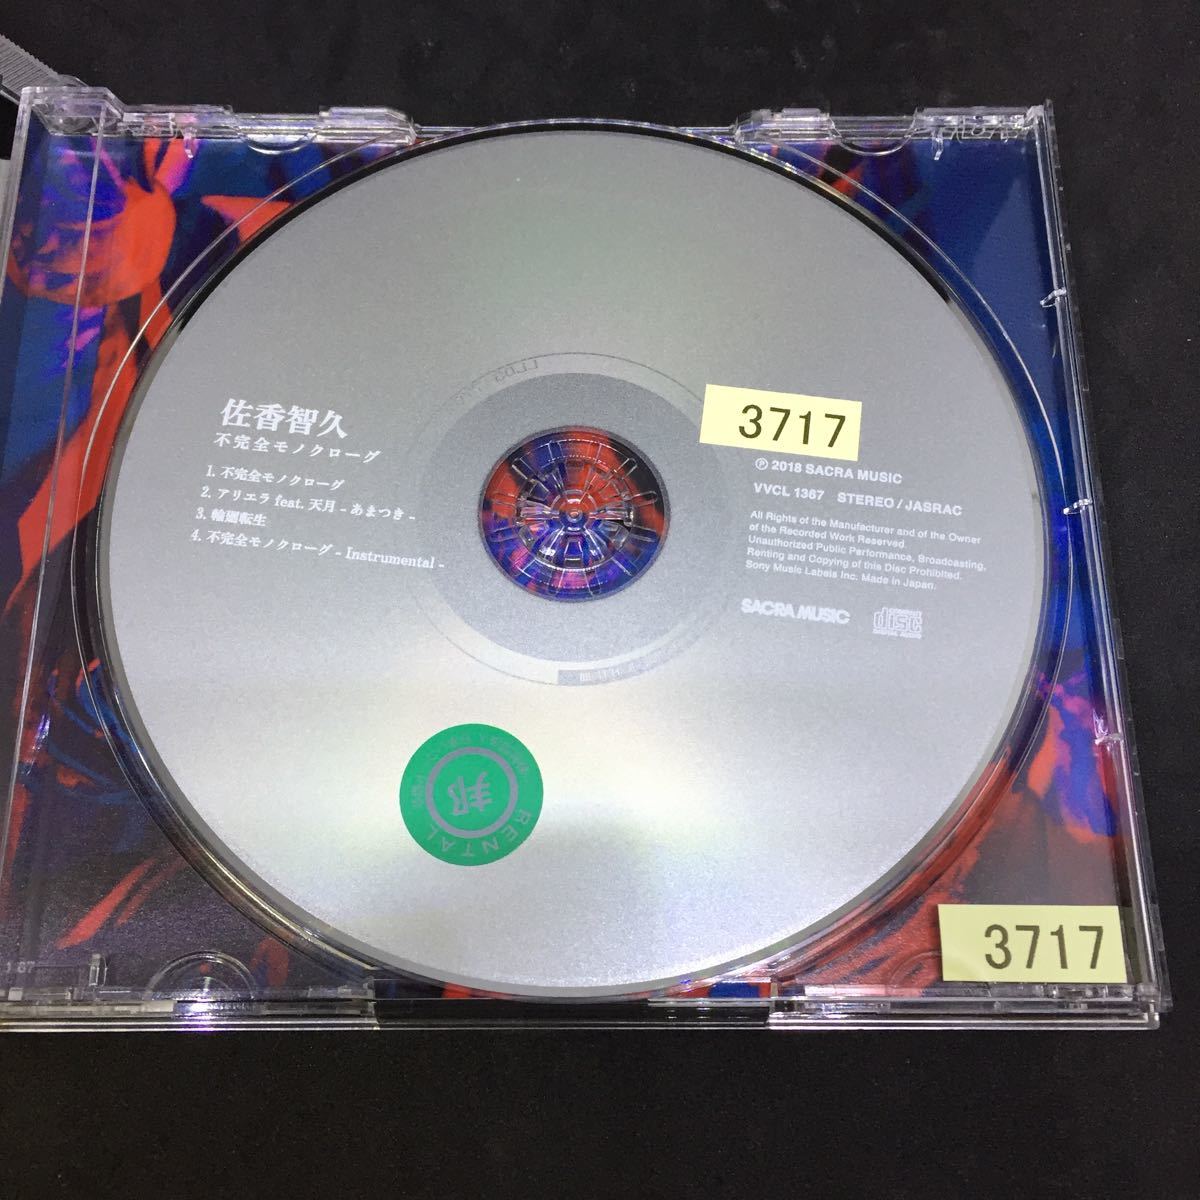 佐香智久
不完全モノクローグ
1. 不完全モノクローグ
2. アリエラ feat. 天月 - あまつき -
3. 輪廻転生
4. 不完全モノクローグ - Instrumental -
3717
Ⓟ 2018 SACRA MUSIC
VVCL 1367 STEREO / JASRAC
All Rights of the Manufacturer and of the Owner
of the Recorded Work Reserved.
Unauthorized Public Performance, Broadcasting,
Renting and Copying of this Disc Prohibited.
Sony Music Labels Inc. Made in Japan.
SACRA MUSIC
COMPACT
disc
DIGITAL AUDIO
邦
RENTAL
3717